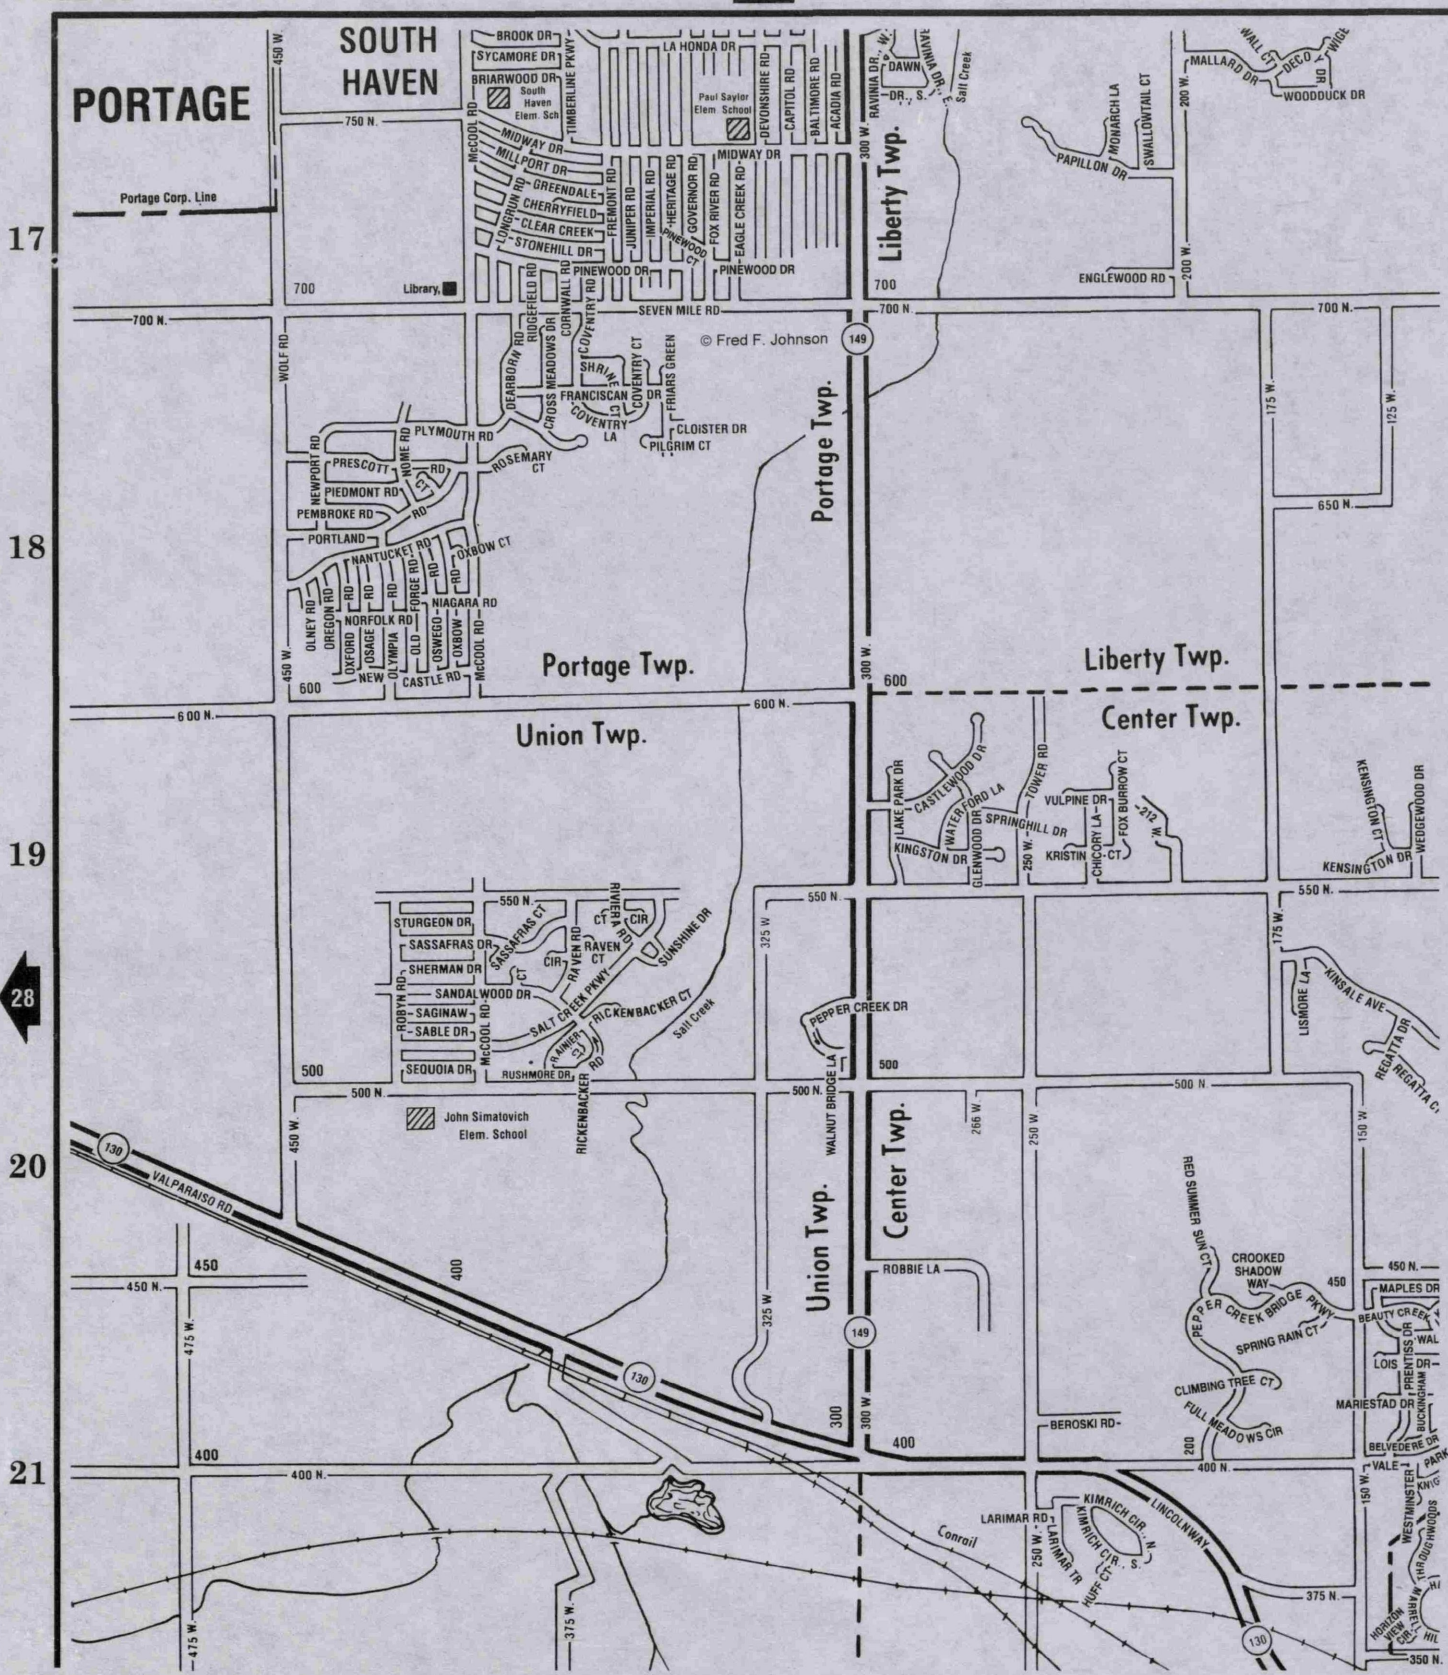 SOUTH
HAVEN
PORTAGE
450 W.
750 N.
Portage Corp. Line
BROOK DR
SYCAMORE DR
BRIARWOOD DR
South
Haven
Elem. Sch
TIMBERLINE PKWY
McCOOL RD
LA HONDA DR
Paul Saylor
Elem. School
DEVONSHIRE RD
CAPITOL RD
BALTIMORE RD
ACADIA RD
RAVINIA DR., W.
DAWN
DR., S.
AVINIA DR., E
Salt Creek
300 W.
Liberty Twp.
200 W.
WALL CT
MALLARD DR
DECOY DR
WIGE
WOODDUCK DR
MONARCH LA
SWALLOWTAIL CT
PAPILLON DR
ENGLEWOOD RD
200 W.
MIDWAY DR
MILLPORT DR
GREENDALE
CHERRYFIELD
CLEAR CREEK
STONEHILL DR
LONGRUN RD
MIDWAY DR
FREMONT RD
JUNIPER RD
IMPERIAL RD
HERITAGE RD
GOVERNOR RD
FOX RIVER RD
EAGLE CREEK RD
PINEWOOD CT
PINEWOOD DR
PINEWOOD DR
17
700
Library
700 N.
SEVEN MILE RD
700
700 N.
700 N.
© Fred F. Johnson
149
WOLF RD
DEARBORN RD
RIDGEFIELD RD
CROSS MEADOWS DR
CORNWALL RD
COVENTRY RD
SHRINE CT
FRANCISCAN DR
COVENTRY CT
COVENTRY
LA
FRIARS GREEN
CLOISTER DR
PILGRIM CT
Portage Twp.
175 W.
125 W.
650 N.
PLYMOUTH RD
ROSEMARY
CT
NEWPORT RD
PRESCOTT RD
NOME RD
CT
PIEDMONT RD
PEMBROKE RD
PORTLAND RD
18
NANTUCKET RD
OXBOW CT
OLNEY RD
OREGON RD
OXFORD RD
OSAGE RD
OLYMPIA RD
OLD FORGE RD
OSWEGO RD
OXBOW RD
NIAGARA RD
NORFOLK RD
McCOOL RD
NEW CASTLE RD
450 W.
600
Portage Twp.
300 W.
Liberty Twp.
600
600 N.
600 N.
Union Twp.
Center Twp.
LAKE PARK DR
CASTLEWOOD DR
WATERFORD LA
KINGSTON DR
GLENWOOD DR
SPRINGHILL DR
TOWER RD
250 W.
VULPINE DR
FOX BURROW CT
KRISTIN CT
CHICORY LA
212 W.
KENSINGTON CT
WEDGEWOOD DR
KENSINGTON DR
19
550 N.
550 N.
550 N.
STURGEON DR
SASSAFRAS DR
SASSAFRAS CT
SHERMAN DR
CT
SANDALWOOD DR
ROBYN RD
SAGINAW
SABLE DR
McCOOL RD
SEQUOIA DR
CIR
RAVEN RD
RAVEN
CT
CT
CIR
RIVIERA RD
SUNSHINE DR
SALT CREEK PKWY
RICKENBACKER CT
RAINIER
CT
RUSHMORE DR
RICKENBACKER RD
Salt Creek
325 W
PEPPER CREEK DR
WALNUT BRIDGE LA
175 W.
KINSALE AVE
LISMORE LA
REGATTA DR
REGATTA C
28
500
500 N.
500 N.
500
500 N.
John Simatovich
Elem. School
450 W.
266 W.
250 W.
150 W.
Center Twp.
Union Twp.
20
130
VALPARAISO RD
450
450 N.
475 W.
400
325 W
ROBBIE LA
149
130
RED SUMMER SUN CT
CROOKED
SHADOW
WAY
PEPPER CREEK BRIDGE PKWY
SPRING RAIN CT
CLIMBING TREE CT
FULL MEADOWS CIR
200
450
450 N.
MAPLES DR
BEAUTY CREEK
WAL
LOIS DR
PRENTISS DR
MARIESTAD DR
BUCKINGHAM
BELVEDERE DR
VALE
PARK
300
300 W.
BEROSKI RD
400
21
400
400 N.
400 N.
475 W.
375 W.
Conrail
LARIMAR RD
LARIMAR TR
KIMRICH CIR., N
KIMRICH CIR., S.
HUFF CT
250 W.
LINCOLNWAY
150 W.
WESTMINSTER
KNIG
THROUGHWOODS
375 N.
HORIZON
VIEW
CIR
MARRELL
HIL
130
350 N.